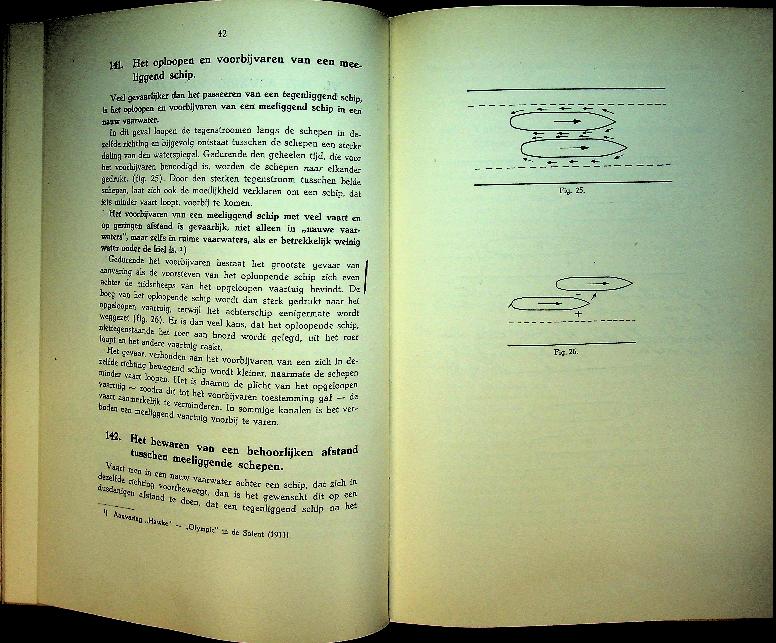 42
141. Het oploopen en voorbijvaren van een mee-
liggend schip.
Veel gevaarlijker dan het passeeren van een tegenliggend schip,
is het oploopen en voorbijvaren van een meeliggend schip in een
nauw vaarwater.
In dit geval loopen de tegenstroomen langs de schepen in de-
zelfde richting en bijgevolg ontstaat tusschen de schepen een sterke
daling van den waterspiegel. Gedurende den geheelen tijd, die voor
het voorbijvaren benoodigd is, worden de schepen naar elkander
gedrukt. (fig. 25). Door den sterken tegenstroom tusschen beide
schepen, laat zich ook de moeilijkheid verklaren om een schip, dat
iets minder vaart loopt, voorbij te komen.
Het voorbijvaren van een meeliggend schip met veel vaart en
op geringen afstand is gevaarlijk, niet alleen in „nauwe vaar-
waters", maar zelfs in ruime vaarwaters, als er betrekkelijk weinig
water onder de kiel is. ¹)
Gedurende het voorbijvaren bestaat het grootste gevaar van
aanvaring als de voorsteven van het oploopende schip zich even
achter de midscheeps van het opgeloopen vaartuig bevindt. De
boeg van het oploopende schip wordt dan sterk gedrukt naar het
opgeloopen vaartuig, terwijl het achterschip eenigermate wordt
weggezet (fig. 26). Er is dan veel kans, dat het oploopende schip,
niettegenstaande het roer aan boord wordt gelegd, uit het roer
loopt en het andere vaartuig raakt.
Het gevaar, verbonden aan het voorbijvaren van een zich in de-
zelfde richting bewegend schip wordt kleiner, naarmate de schepen
minder vaart loopen. Het is daarom de plicht van het opgeloopen
vaartuig — zoodra dit tot het voorbijvaren toestemming gaf — de
vaart aanmerkelijk te verminderen. In sommige kanalen is het ver-
boden een meeliggend vaartuig voorbij te varen.
142. Het bewaren van een behoorlijken afstand
tusschen meeliggende schepen.
Vaart men in een nauw vaarwater achter een schip, dat zich in
dezelfde richting voortbeweegt, dan is het gewenscht dit op een
dusdanigen afstand te doen, dat een tegenliggend schip na het
¹) Aanvaring „Hawke" — „Olympic" in de Solent (1911)
Fig. 25.
+
Fig. 26.